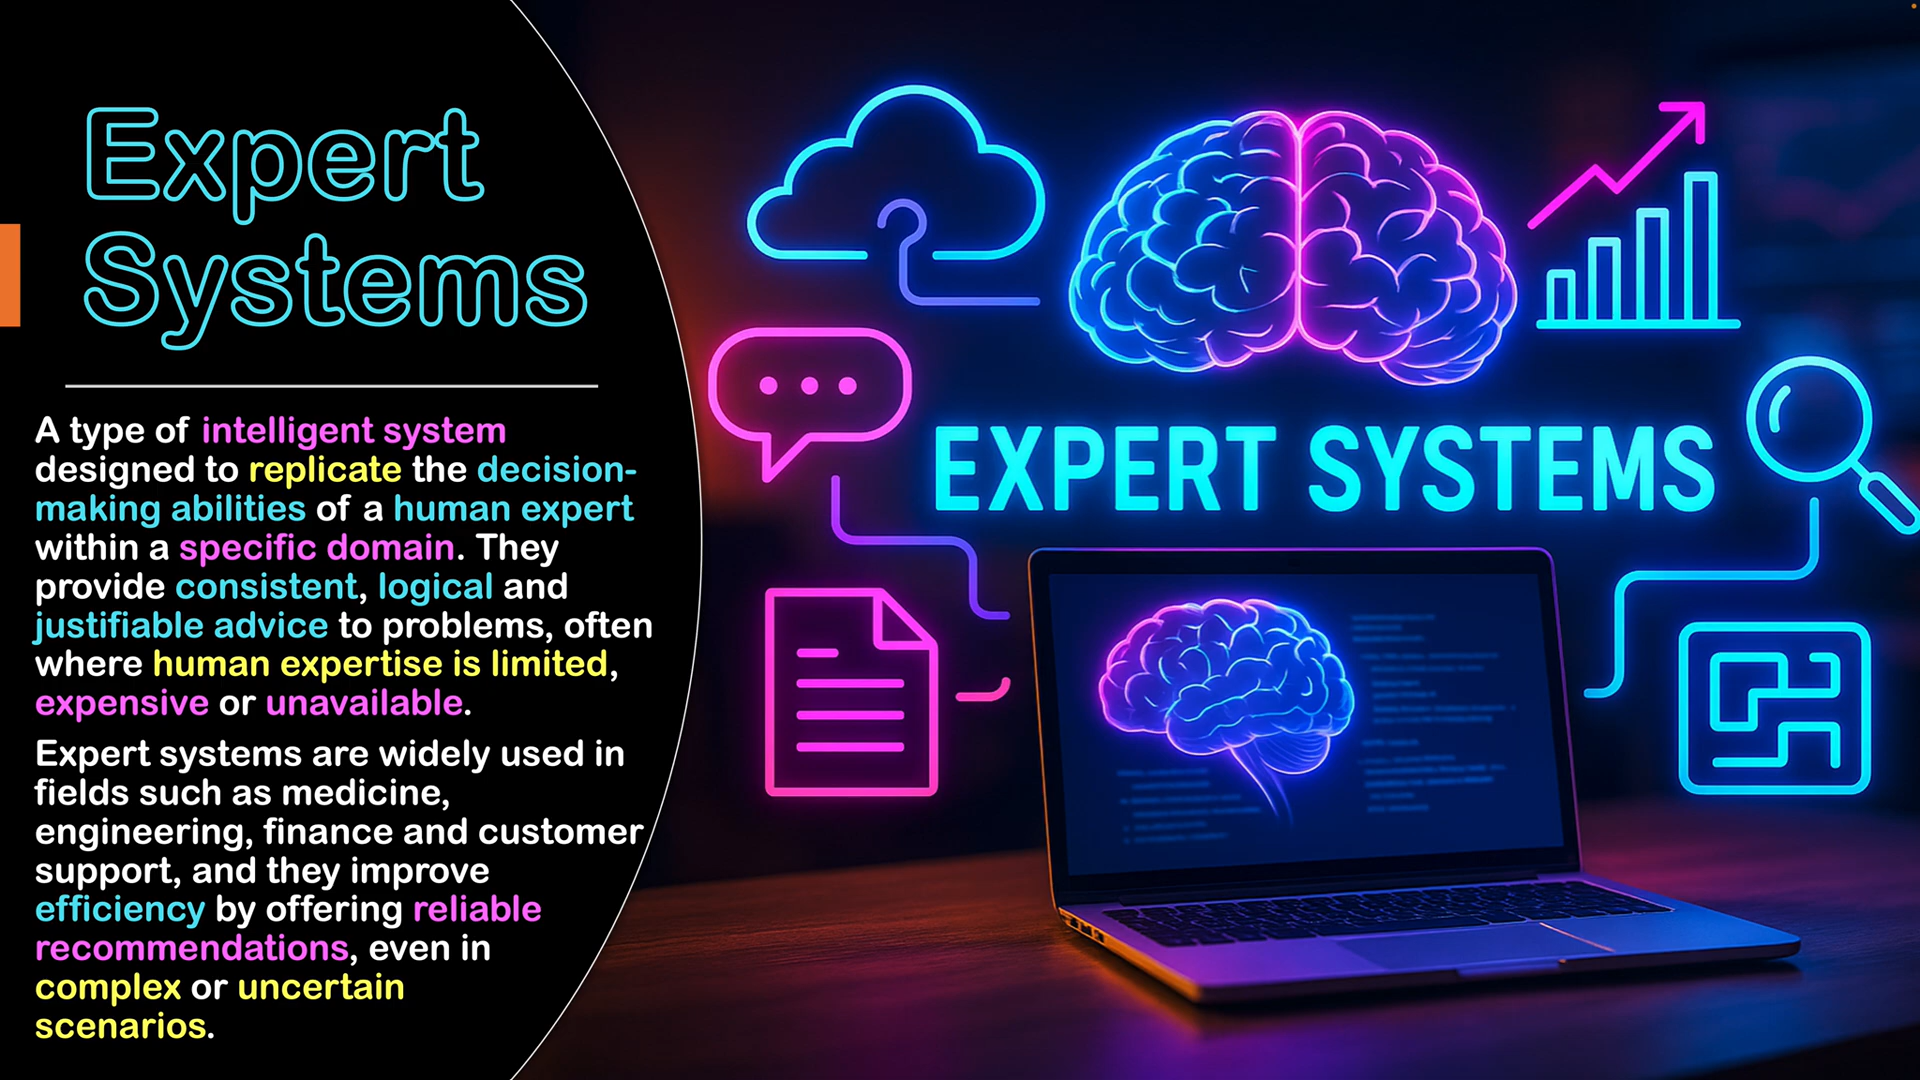 Expert
Systems
A type of intelligent system
designed to replicate the decision-
making abilities of a human expert
within a specific domain. They
provide consistent, logical and
justifiable advice to problems, often
where human expertise is limited,
expensive or unavailable.
Expert systems are widely used in
fields such as medicine,
engineering, finance and customer
support, and they improve
efficiency by offering reliable
recommendations, even in
complex or uncertain
scenarios.
EXPERT SYSTEMS